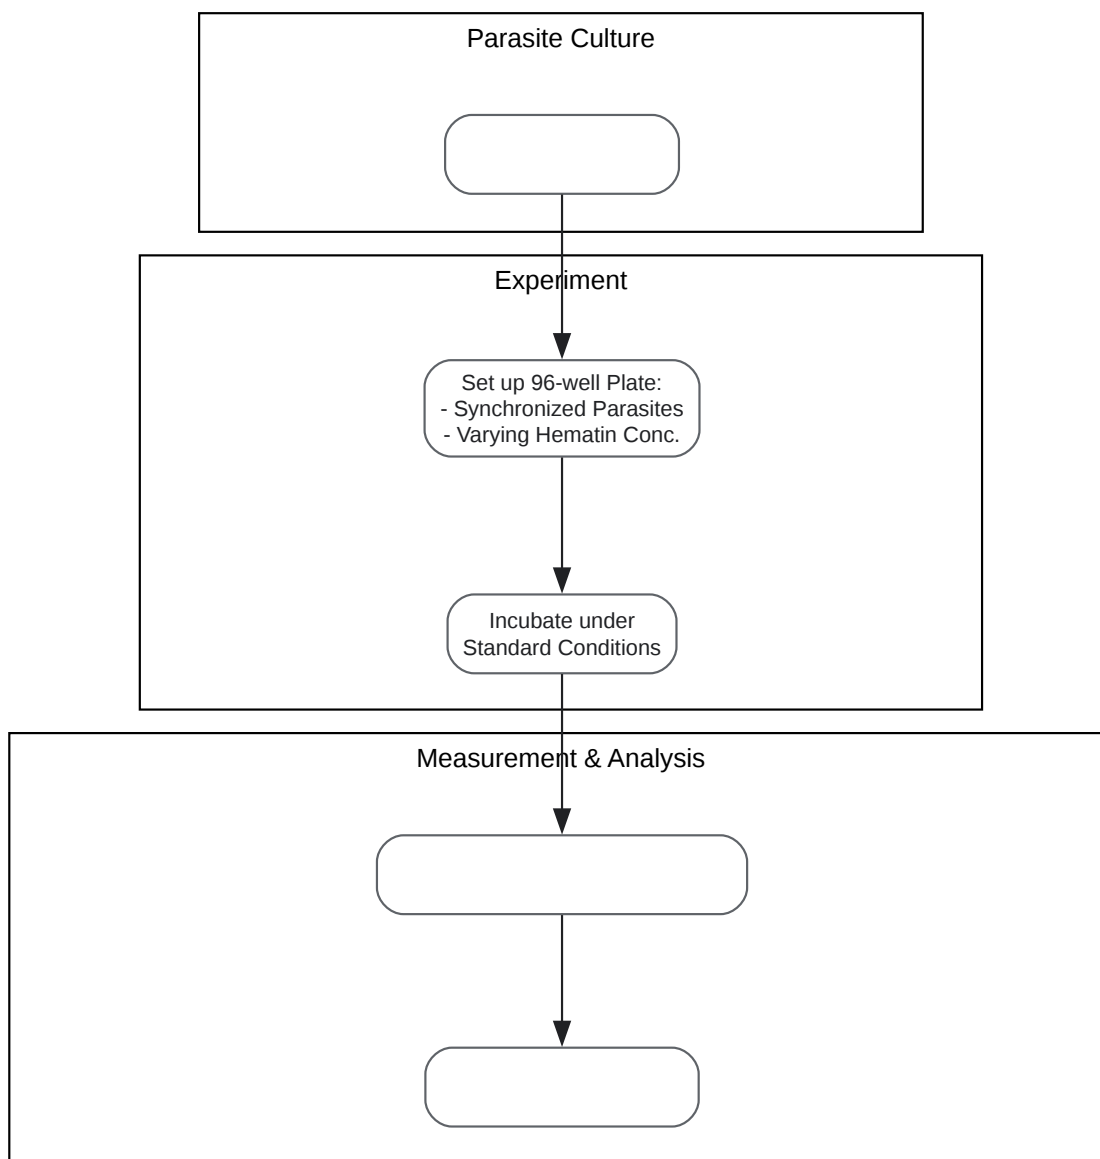 Parasite Culture
Experiment
Set up 96-well Plate:
- Synchronized Parasites
- Varying Hematin Conc.
Incubate under
Standard Conditions
Measurement & Analysis